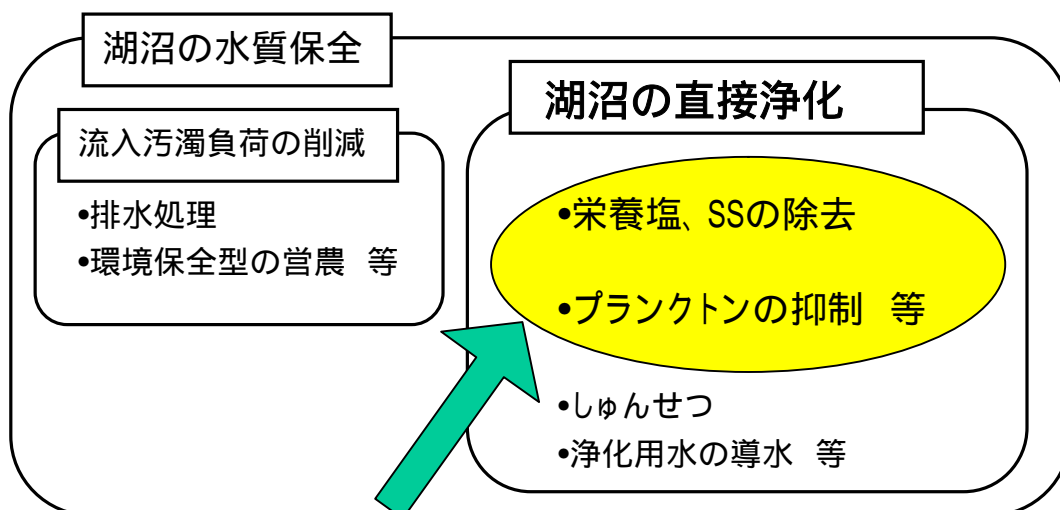 湖沼の水質保全
流入汚濁負荷の削減
•排水処理
•環境保全型の営農 等
湖沼の直接浄化
•栄養塩、SSの除去
•プランクトンの抑制 等
•しゅんせつ
•浄化用水の導水 等